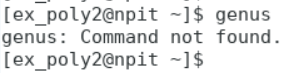 [ex_poly2@npit ~]$ genus
genus: Command not found.
[ex_poly2@npit ~]$